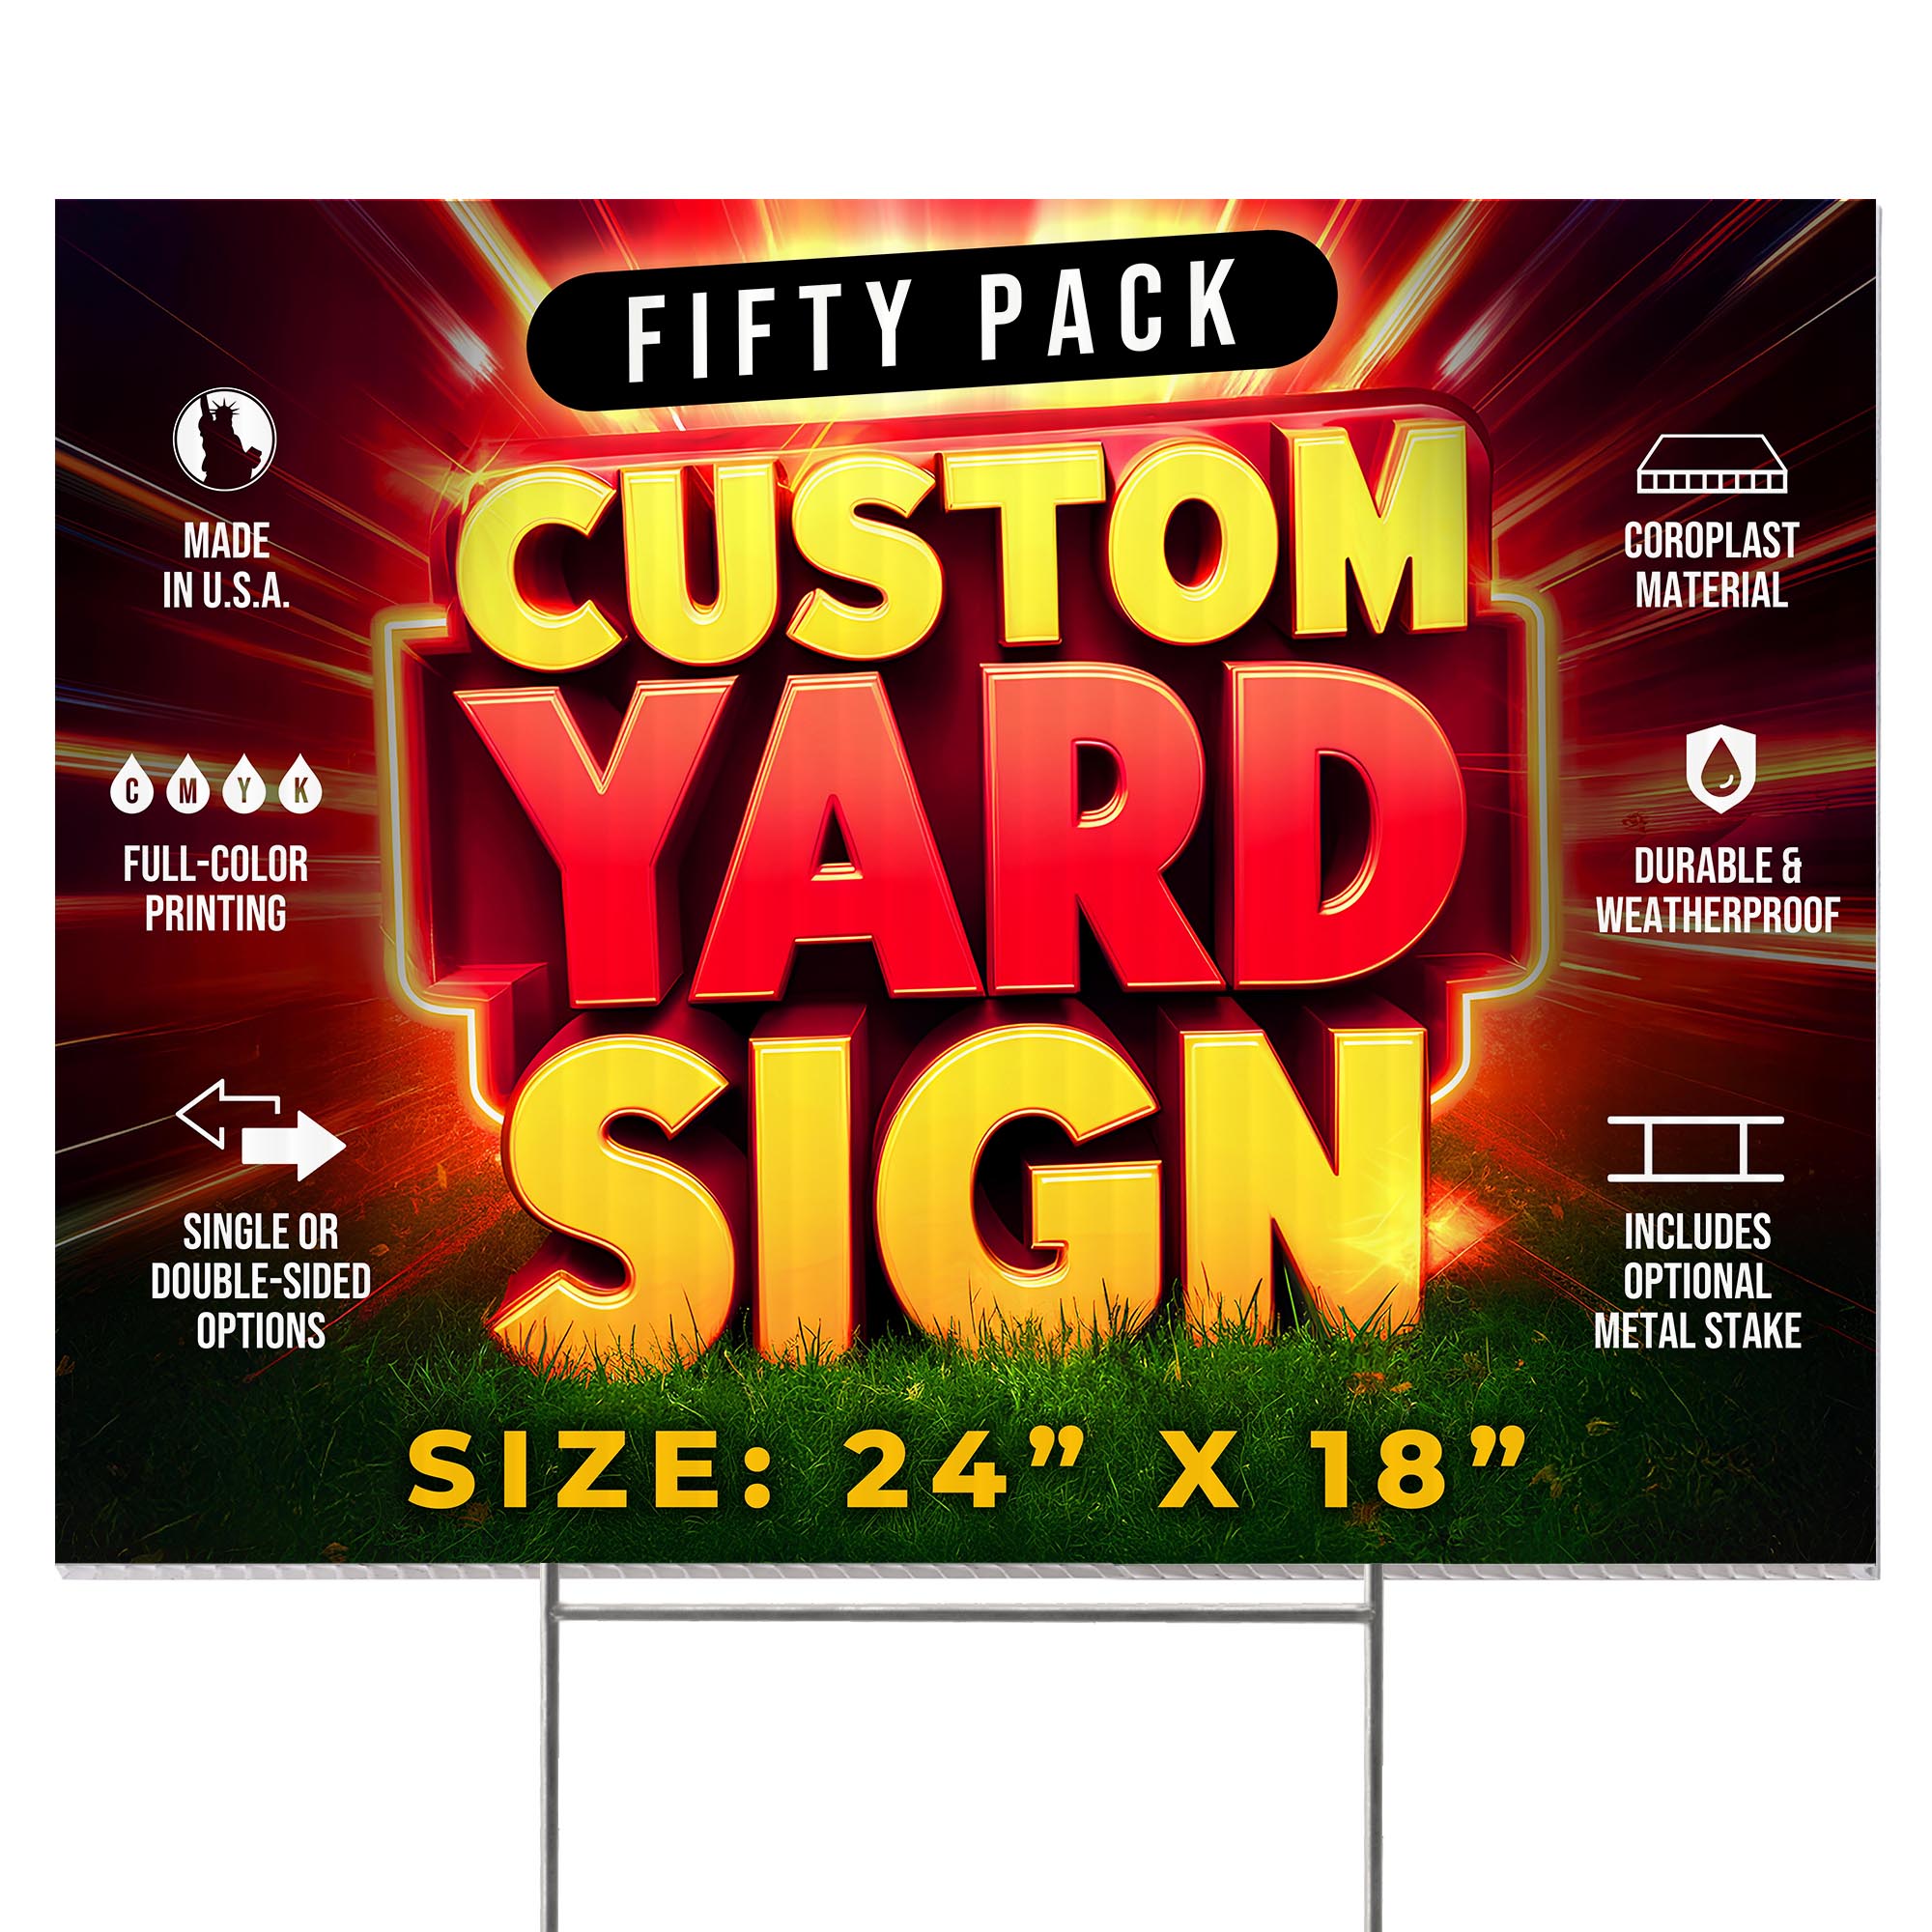 FIFTY PACK
CUSTOM
YARD
SIGN
MADE
IN U.S.A.
C M Y K
FULL-COLOR
PRINTING
SINGLE OR
DOUBLE-SIDED
OPTIONS
COROPLAST
MATERIAL
DURABLE &
WEATHERPROOF
INCLUDES
OPTIONAL
METAL STAKE
SIZE: 24” X 18”